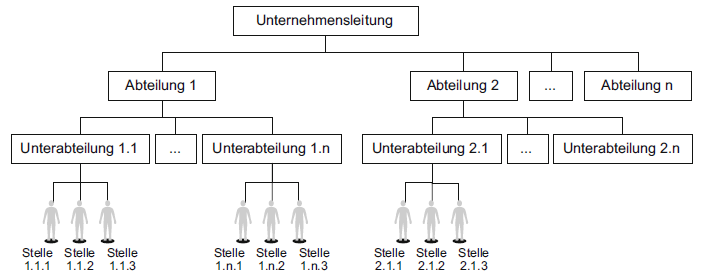 Unternehmensleitung
Abteilung 1
Abteilung 2
...
Abteilung n
Unterabteilung 1.1
...
Unterabteilung 1.n
Unterabteilung 2.1
...
Unterabteilung 2.n
Stelle 1.1.1
Stelle 1.1.2
Stelle 1.1.3
Stelle 1.n.1
Stelle 1.n.2
Stelle 1.n.3
Stelle 2.1.1
Stelle 2.1.2
Stelle 2.1.3